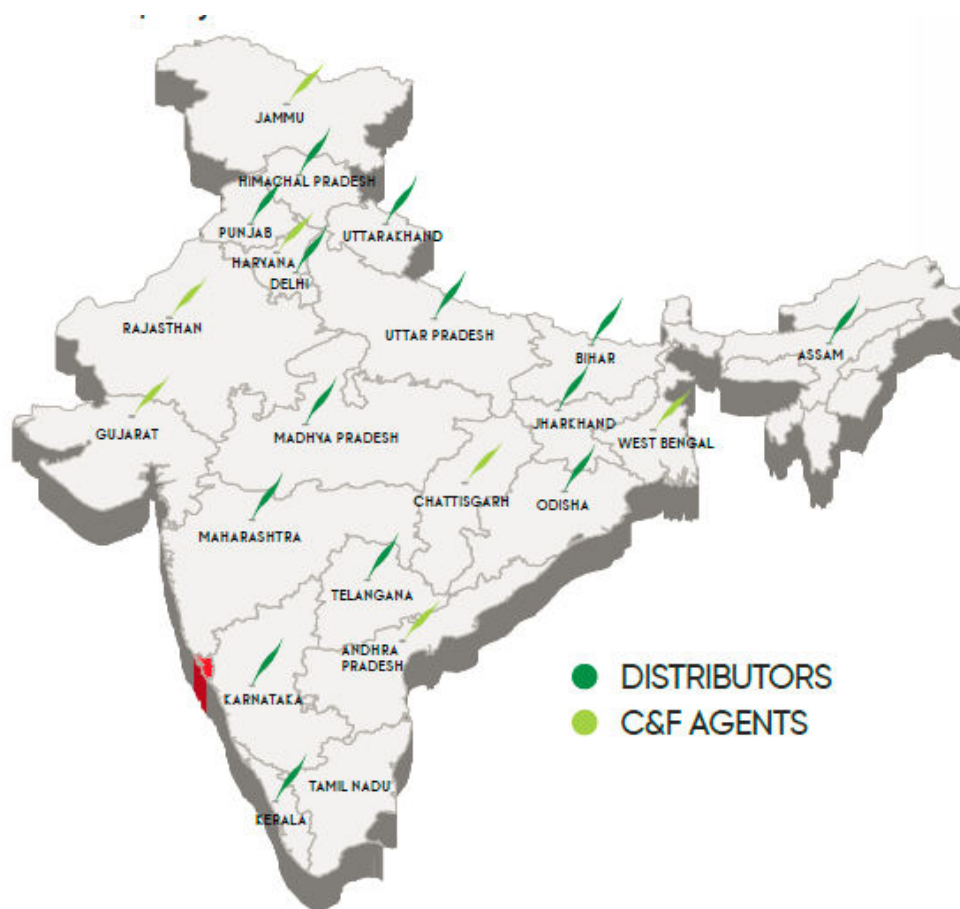 JAMMU
HIMACHAL PRADESH
PUNJAB
UTTARAKHAND
HARYANA
DELHI
RAJASTHAN
UTTAR PRADESH
BIHAR
ASSAM
GUJARAT
MADHYA PRADESH
JHARKHAND
WEST BENGAL
CHATTISGARH
ODISHA
MAHARASHTRA
TELANGANA
ANDHRA
PRADESH
KARNATAKA
DISTRIBUTORS
C&F AGENTS
TAMIL NADU
KERALA